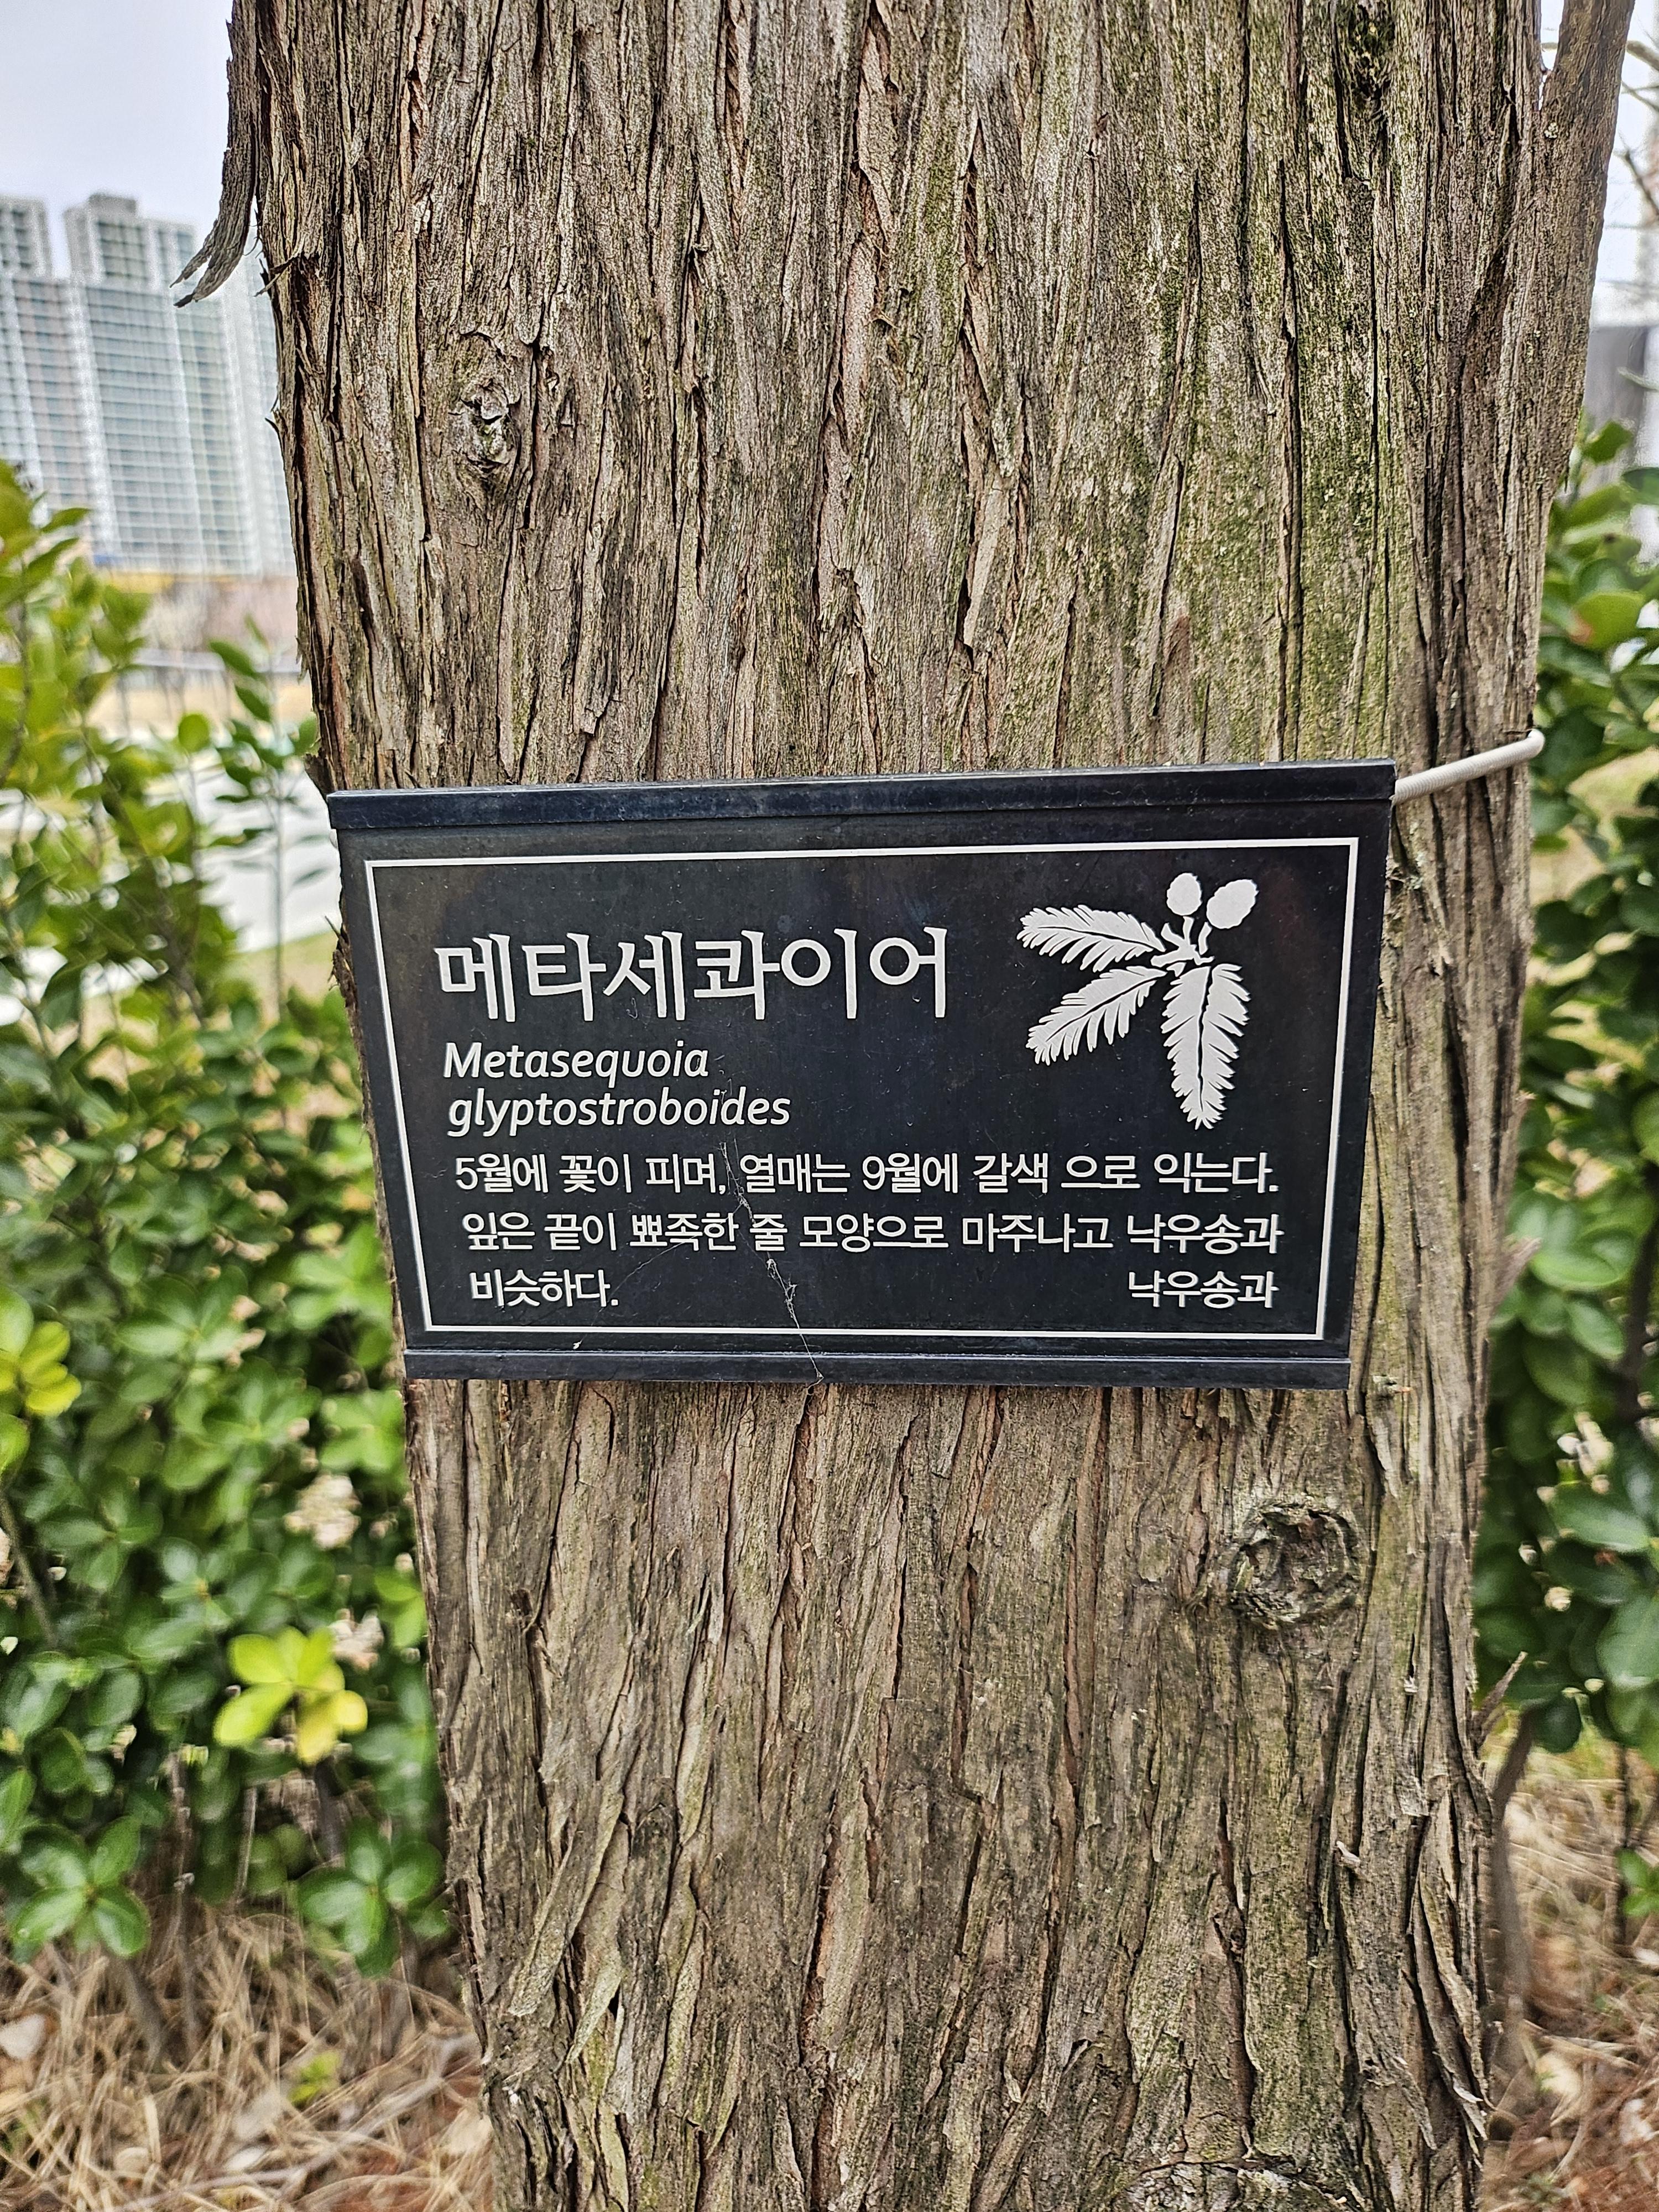 메타세콰이어
Metasequoia
glyptostroboides
5월에 꽃이 피며, 열매는 9월에 갈색 으로 익는다.
잎은 끝이 뾰족한 줄 모양으로 마주나고 낙우송과
비슷하다. 낙우송과